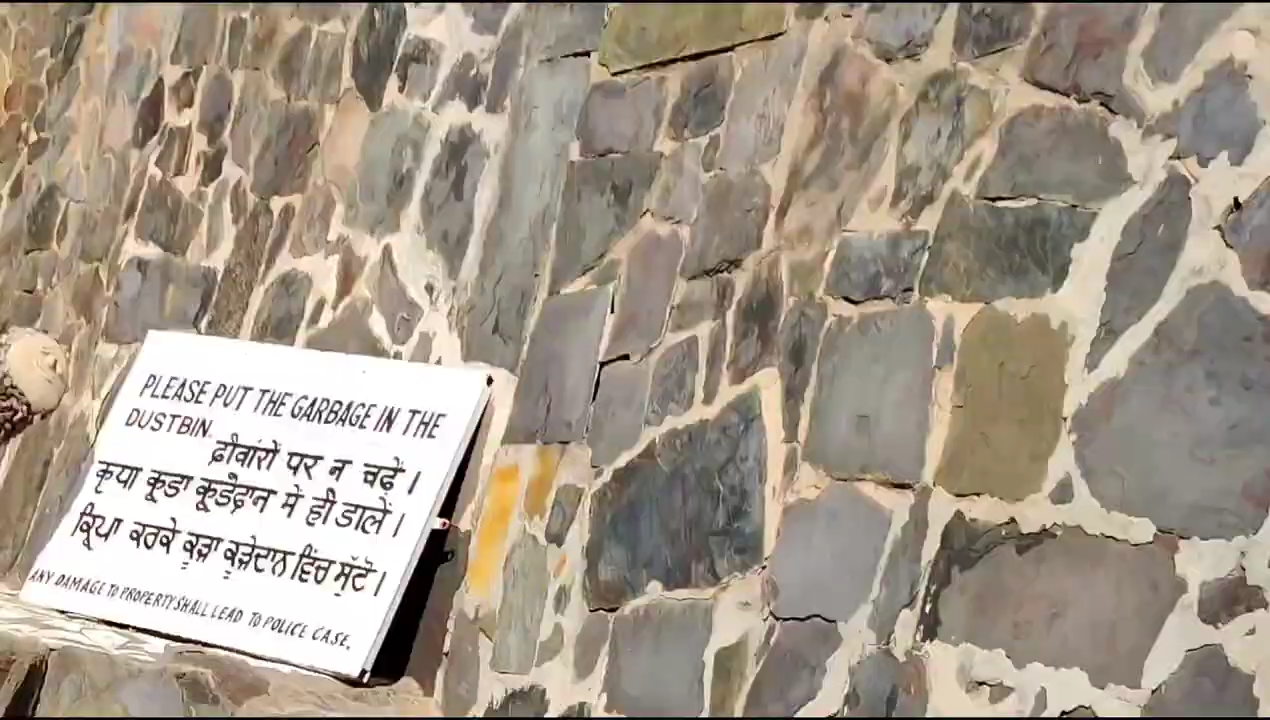 PLEASE PUT THE GARBAGE IN THE
DUSTBIN.
दीवारों पर न चढ़ें ।
कृपा कूडा कूडेदान में ही डालें ।
ਕ੍ਰਿਪਾ ਕਰਕੇ ਕੂੜਾ ਕੂੜੇਦਾਨ ਵਿੱਚ ਸੁੱਟੋ ।
ANY DAMAGE TO PROPERTY SHALL LEAD TO POLICE CASE.